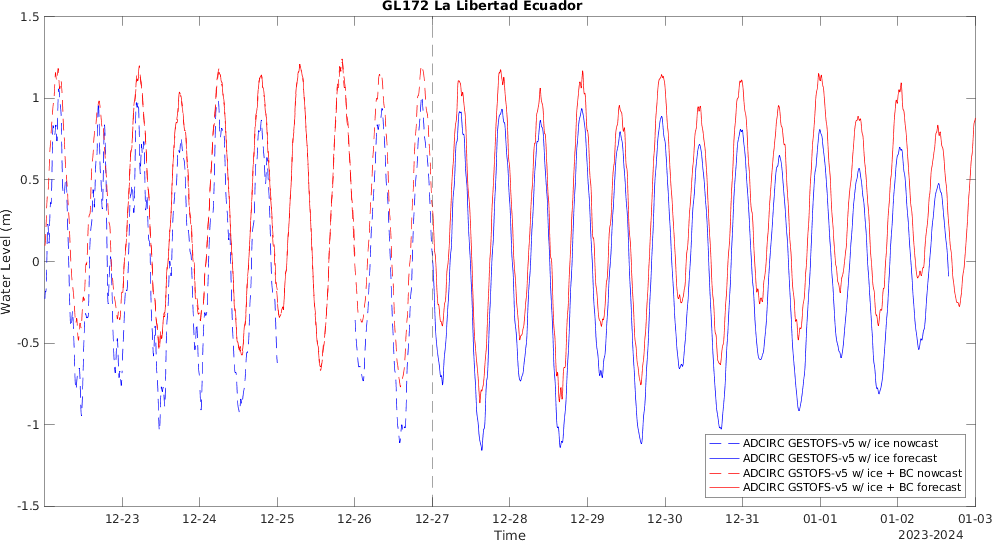 GL172 La Libertad Ecuador
1.5
1
0.5
0
-0.5
-1
-1.5
Water Level (m)
ADCIRC GESTOFS-v5 w/ ice nowcast
ADCIRC GESTOFS-v5 w/ ice forecast
ADCIRC GSTOFS-v5 w/ ice + BC nowcast
ADCIRC GSTOFS-v5 w/ ice + BC forecast
12-23 12-24 12-25 12-26 12-27 12-28 12-29 12-30 12-31 01-01 01-02 01-03
Time
2023-2024